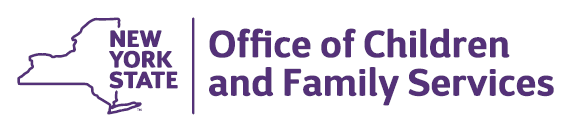 NEW
YORK
STATE
Office of Children
and Family Services